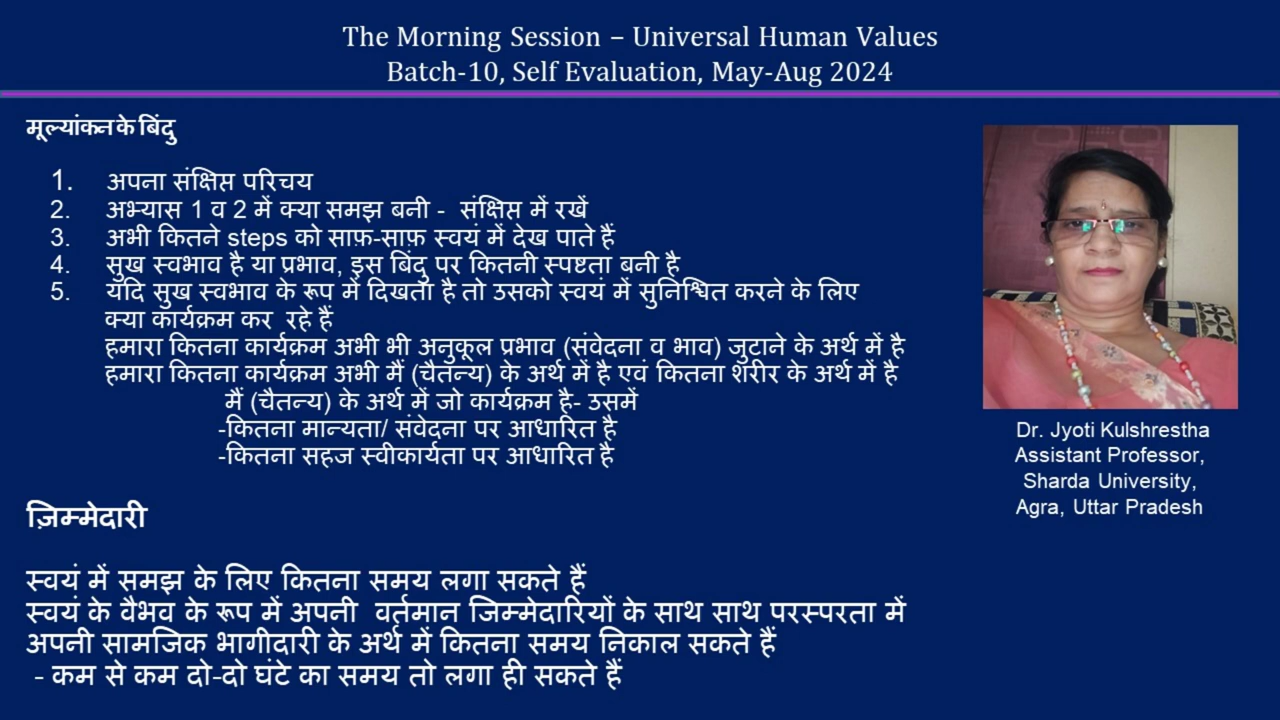 The Morning Session – Universal Human Values
Batch-10, Self Evaluation, May-Aug 2024
मूल्यांकन के बिंदु
1. अपना संक्षिप्त परिचय
2. अभ्यास 1 व 2 में क्या समझ बनी - संक्षिप्त में रखें
3. अभी कितने steps को साफ़-साफ़ स्वयं में देख पाते हैं
4. सुख स्वभाव है या प्रभाव, इस बिंदु पर कितनी स्पष्टता बनी है
5. यदि सुख स्वभाव के रूप में दिखता है तो उसको स्वयं में सुनिश्चित करने के लिए
क्या कार्यक्रम कर रहे हैं
हमारा कितना कार्यक्रम अभी भी अनुकूल प्रभाव (संवेदना व भाव) जुटाने के अर्थ में है
हमारा कितना कार्यक्रम अभी मैं (चैतन्य) के अर्थ में है एवं कितना शरीर के अर्थ में है
मैं (चैतन्य) के अर्थ में जो कार्यक्रम है- उसमें
-कितना मान्यता/ संवेदना पर आधारित है
-कितना सहज स्वीकार्यता पर आधारित है
ज़िम्मेदारी
स्वयं में समझ के लिए कितना समय लगा सकते हैं
स्वयं के वैभव के रूप में अपनी वर्तमान जिम्मेदारियों के साथ साथ परस्परता में
अपनी सामजिक भागीदारी के अर्थ में कितना समय निकाल सकते हैं
- कम से कम दो-दो घंटे का समय तो लगा ही सकते हैं
Dr. Jyoti Kulshrestha
Assistant Professor,
Sharda University,
Agra, Uttar Pradesh